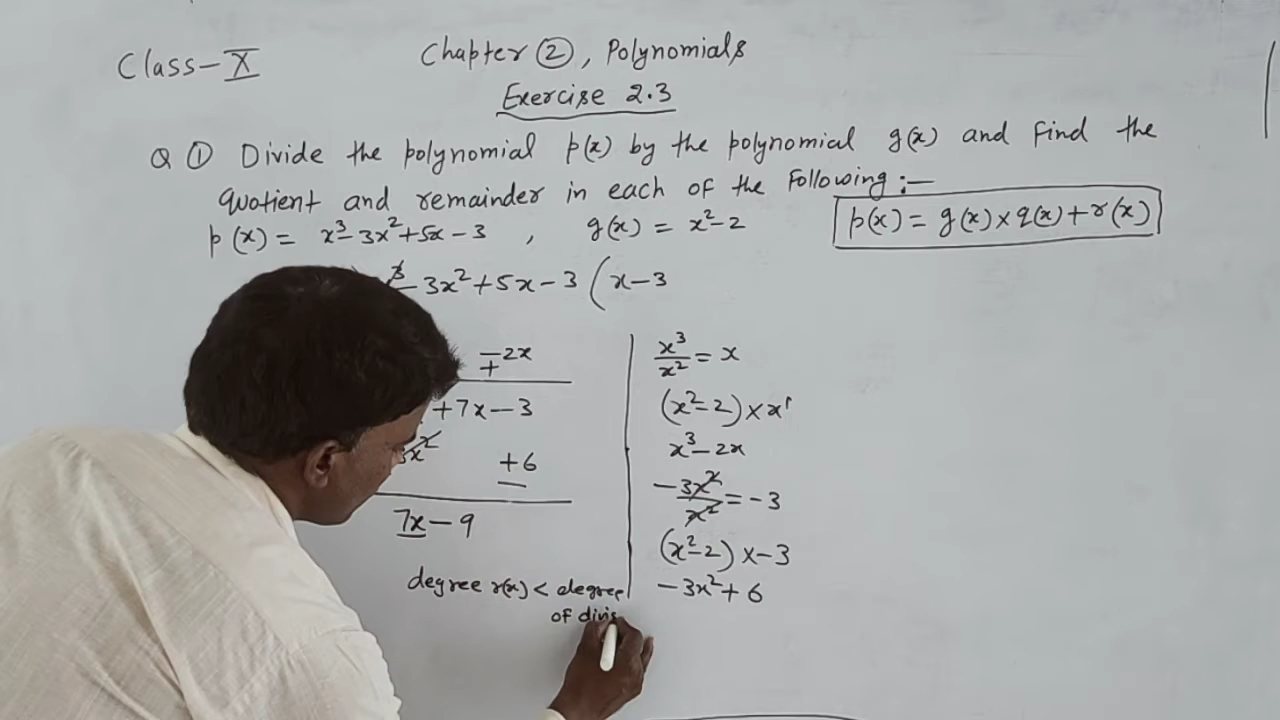 Class-X
Chapter ②, Polynomials
Exercise 2.3
Q ① Divide the polynomial p(x) by the polynomial g(x) and find the
quotient and remainder in each of the following :—
p(x) = x³-3x²+5x-3 , g(x) = x²-2
p(x) = g(x)×q(x)+r(x)
3x²+5x-3 ( x-3
∓2x
+7x-3
3x²
+6
7x-9
degree r(x) < degree
of divis
x³/x² = x
(x²-2)×x
x³-2x
-3x²/x² = -3
(x²-2)×-3
-3x²+6